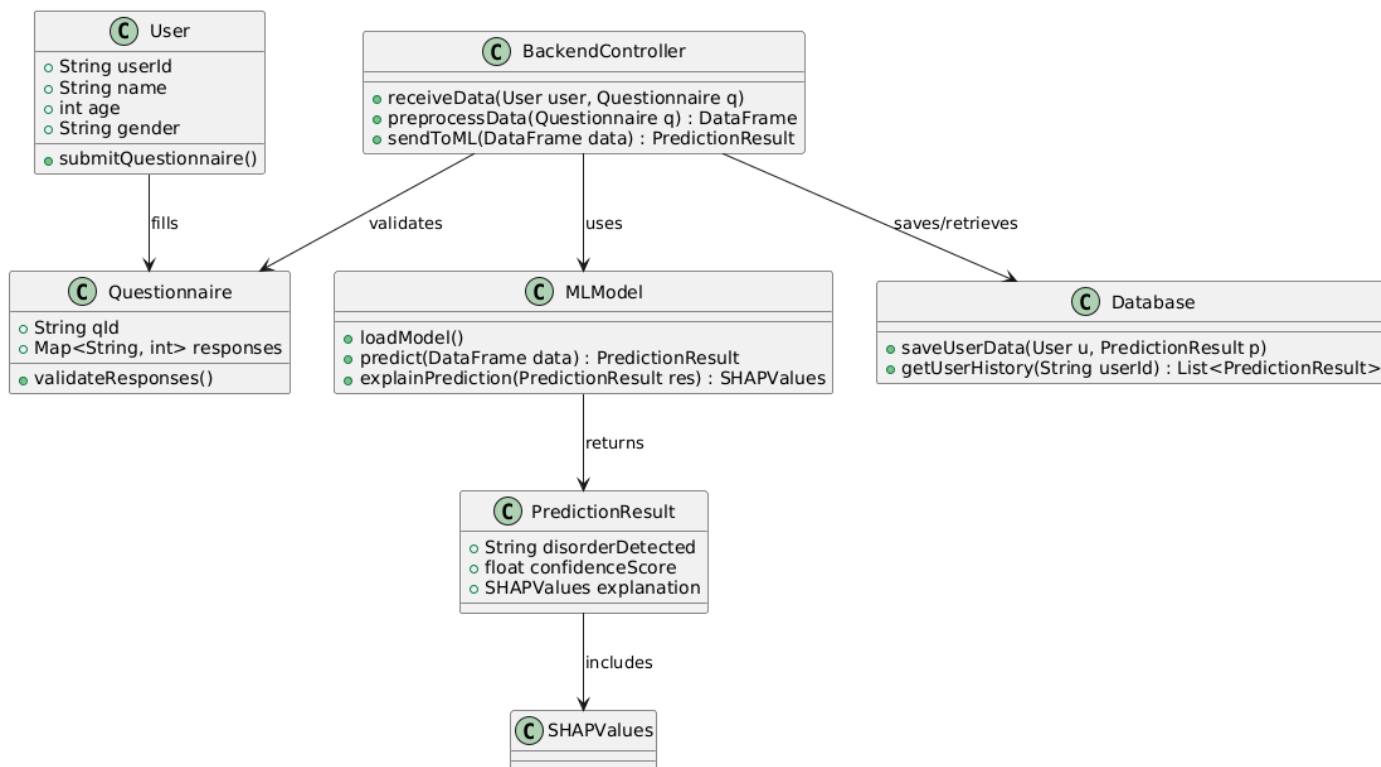 C User
String userId
String name
int age
String gender
submitQuestionnaire()
C BackendController
receiveData(User user, Questionnaire q)
preprocessData(Questionnaire q) : DataFrame
sendToML(DataFrame data) : PredictionResult
fills
validates
uses
saves/retrieves
C Questionnaire
String qId
Map<String, int> responses
validateResponses()
C MLModel
loadModel()
predict(DataFrame data) : PredictionResult
explainPrediction(PredictionResult res) : SHAPValues
C Database
saveUserData(User u, PredictionResult p)
getUserHistory(String userId) : List<PredictionResult>
returns
C PredictionResult
String disorderDetected
float confidenceScore
SHAPValues explanation
includes
C SHAPValues